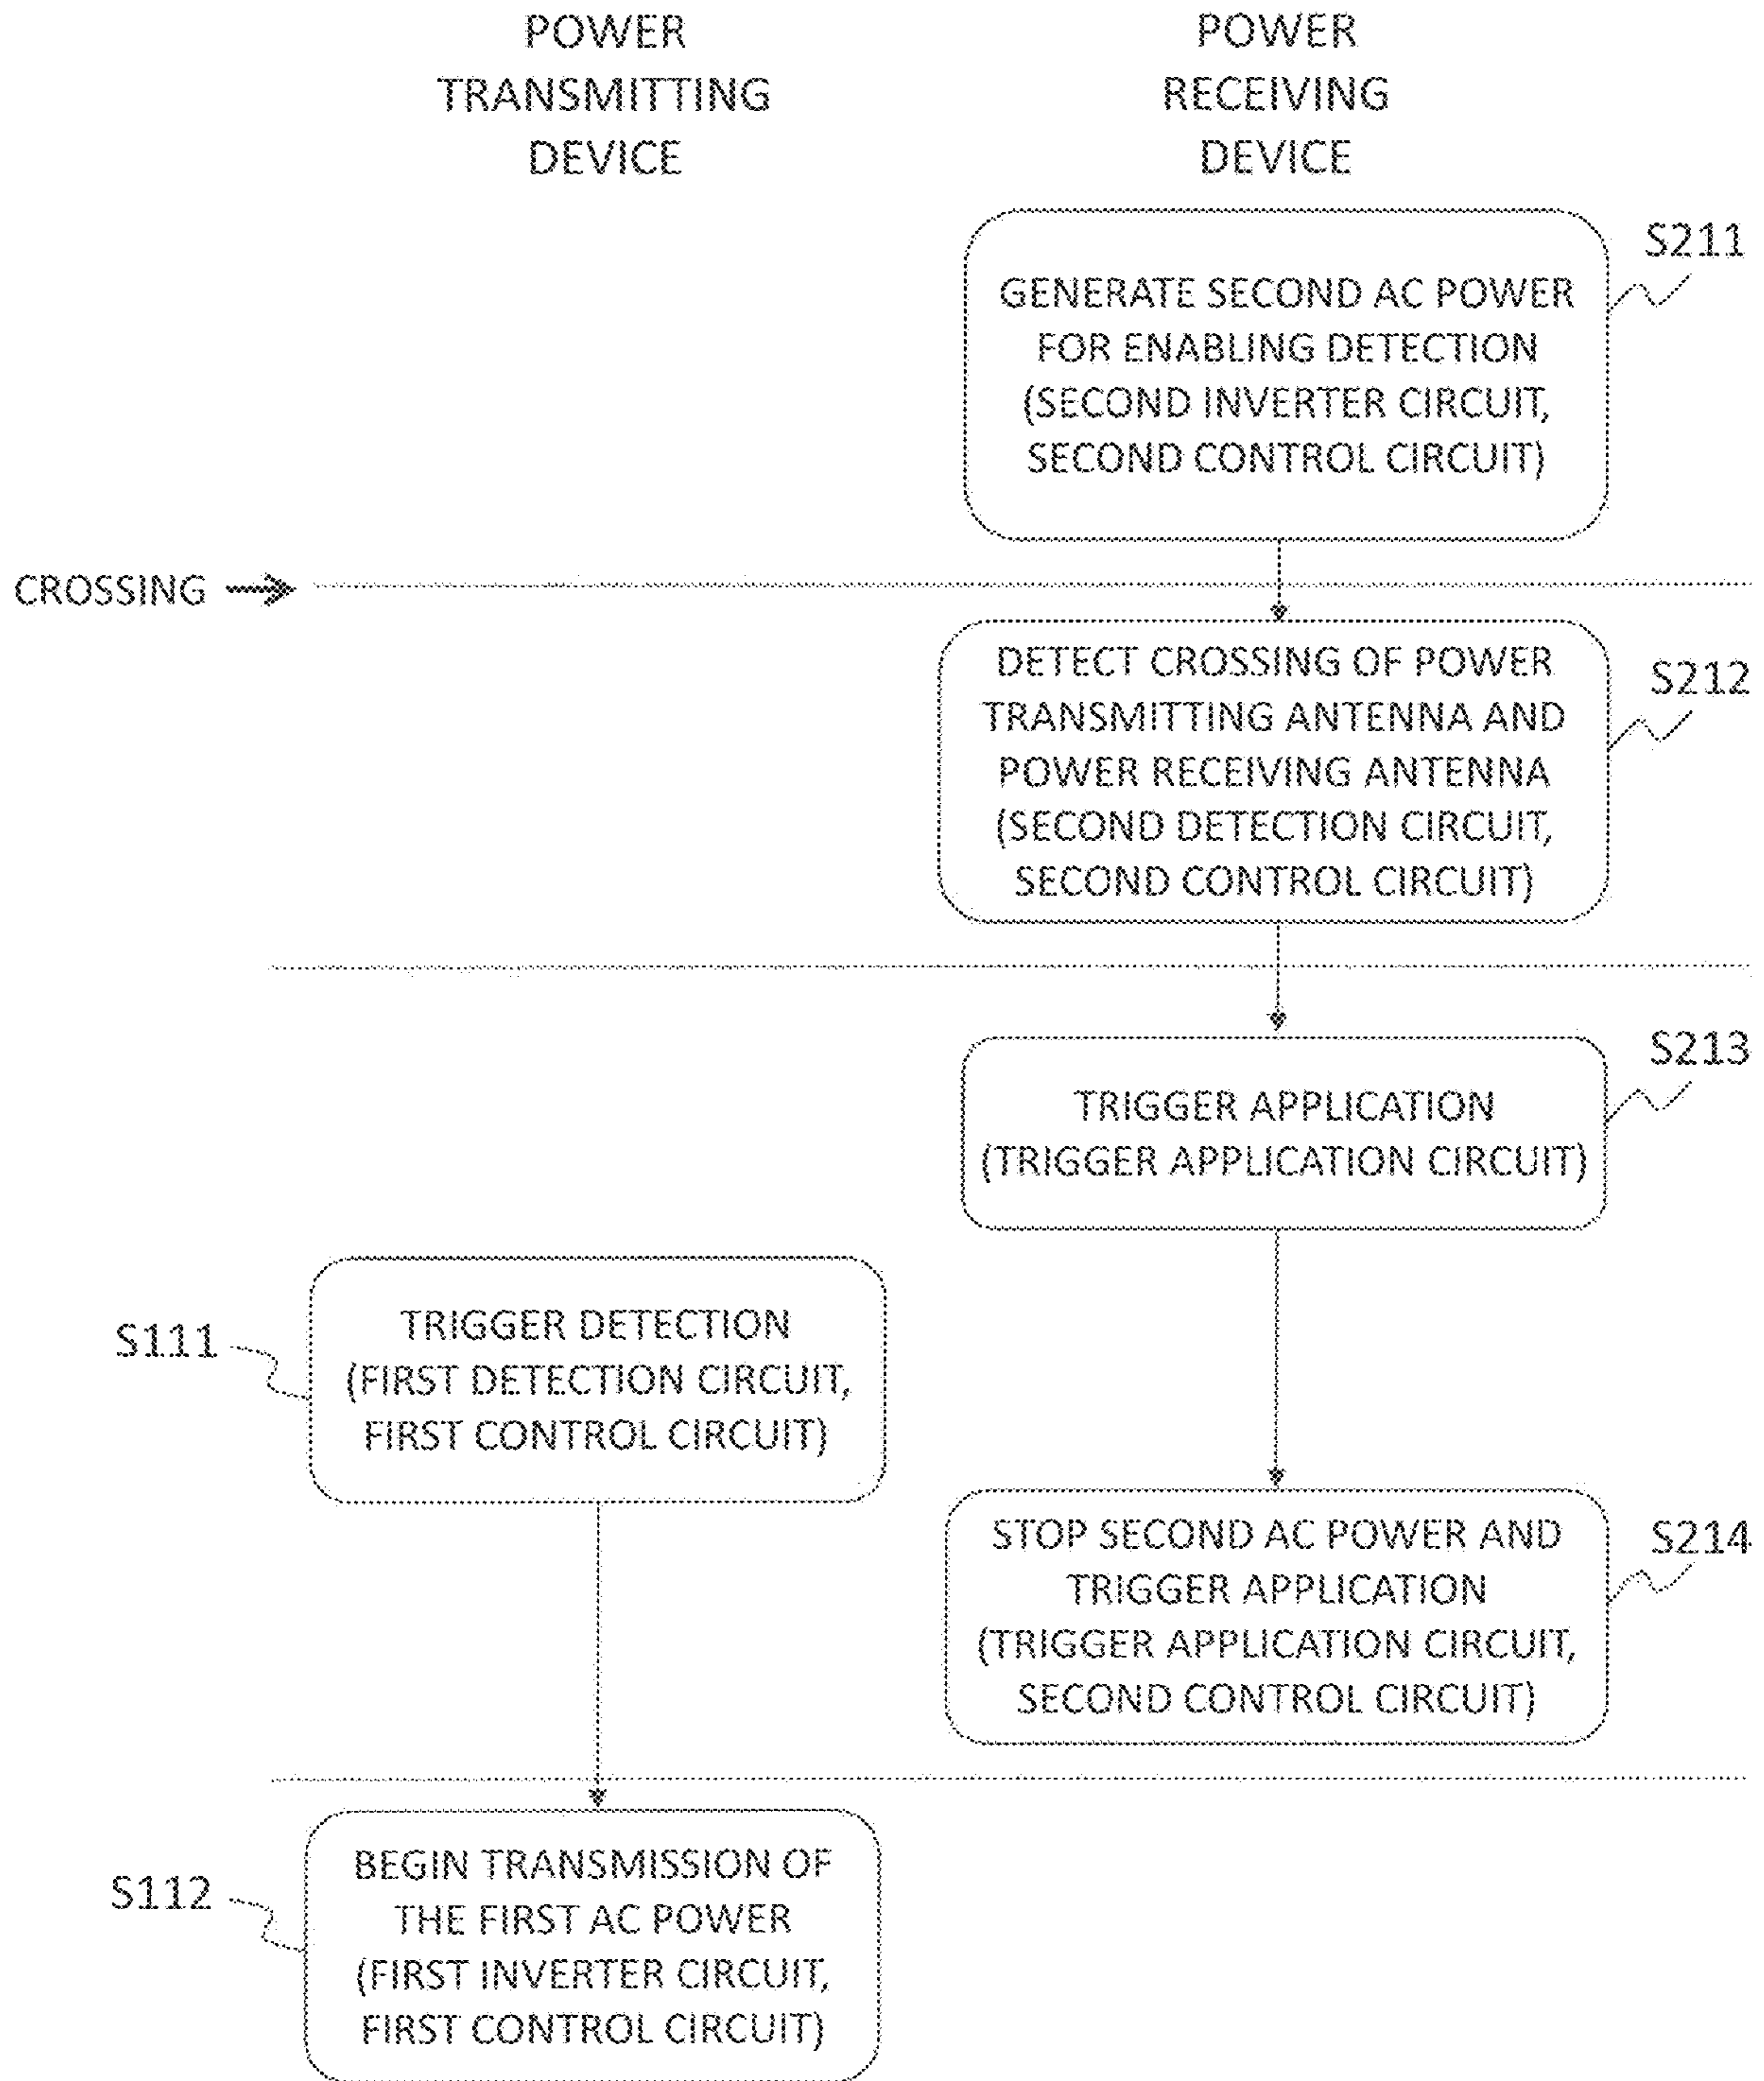 POWER
TRANSMITTING
DEVICE
POWER
RECEIVING
DEVICE
S211
GENERATE SECOND AC POWER
FOR ENABLING DETECTION
(SECOND INVERTER CIRCUIT,
SECOND CONTROL CIRCUIT)
CROSSING
DETECT CROSSING OF POWER
TRANSMITTING ANTENNA AND
POWER RECEIVING ANTENNA
(SECOND DETECTION CIRCUIT,
SECOND CONTROL CIRCUIT)
S212
S213
TRIGGER APPLICATION
(TRIGGER APPLICATION CIRCUIT)
S111
TRIGGER DETECTION
(FIRST DETECTION CIRCUIT,
FIRST CONTROL CIRCUIT)
STOP SECOND AC POWER AND
TRIGGER APPLICATION
(TRIGGER APPLICATION CIRCUIT,
SECOND CONTROL CIRCUIT)
S214
S112
BEGIN TRANSMISSION OF
THE FIRST AC POWER
(FIRST INVERTER CIRCUIT,
FIRST CONTROL CIRCUIT)